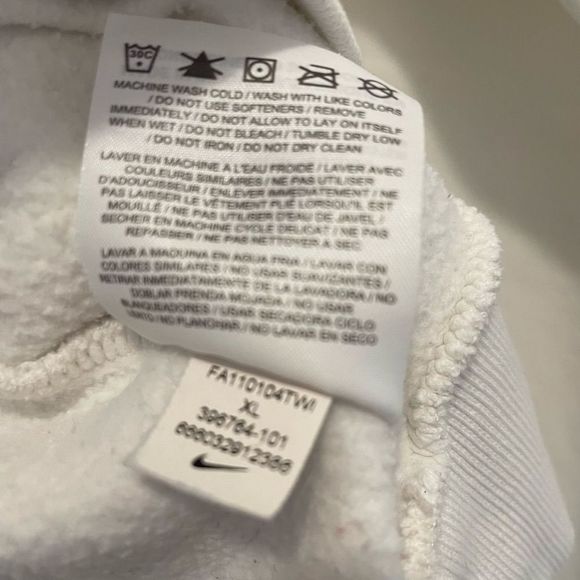 30C
MACHINE WASH COLD / WASH WITH LIKE COLORS
/ DO NOT USE SOFTENERS / REMOVE
IMMEDIATELY / DO NOT ALLOW TO LAY ON ITSELF
WHEN WET / DO NOT BLEACH / TUMBLE DRY LOW
/ DO NOT IRON / DO NOT DRY CLEAN
LAVER EN MACHINE A L'EAU FROIDE / LAVER AVEC
COULEURS SIMILAIRES / NE PAS UTILISER
D'ADOUCISSEUR / ENLEVER IMMEDIATEMENT / NE
PAS LAISSER LE VÊTEMENT PLIÉ LORSQU'IL EST
MOUILLÉ / NE PAS UTILISER D'EAU DE JAVEL /
SECHER EN MACHINE CYCLE DELICAT / NE PAS
REPASSER / NE PAS NETTOYER A SEC
LAVAR A MAQUINA EN AGUA FRIA / LAVAR CON
COLORES SIMILARES / NO USAR SUAVIZANTES /
RETIRAR INMEDIATAMENTE DE LA LAVADORA / NO
DOBLAR PRENDA MOJADA / NO USAR
BLANQUEADORES / USAR SECADORA CICLO
/ NO PLANCHAR / NO LAVAR EN SECO
FA110104TWI
XL
396764-101
666032912366